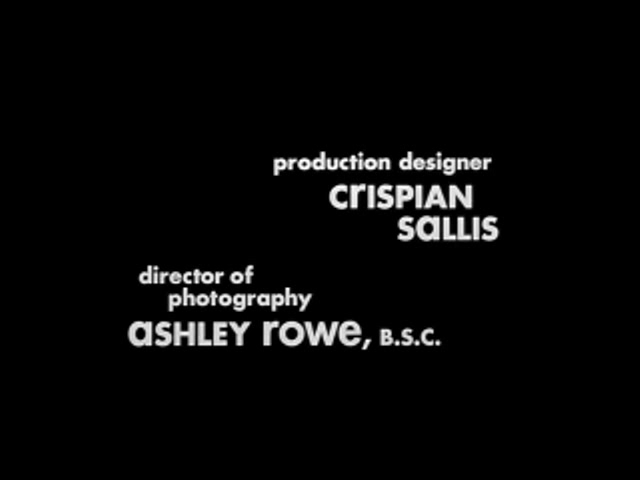 production designer
crISPIAN
saLLIS
director of
photography
aSHLEY rowe, B.S.C.